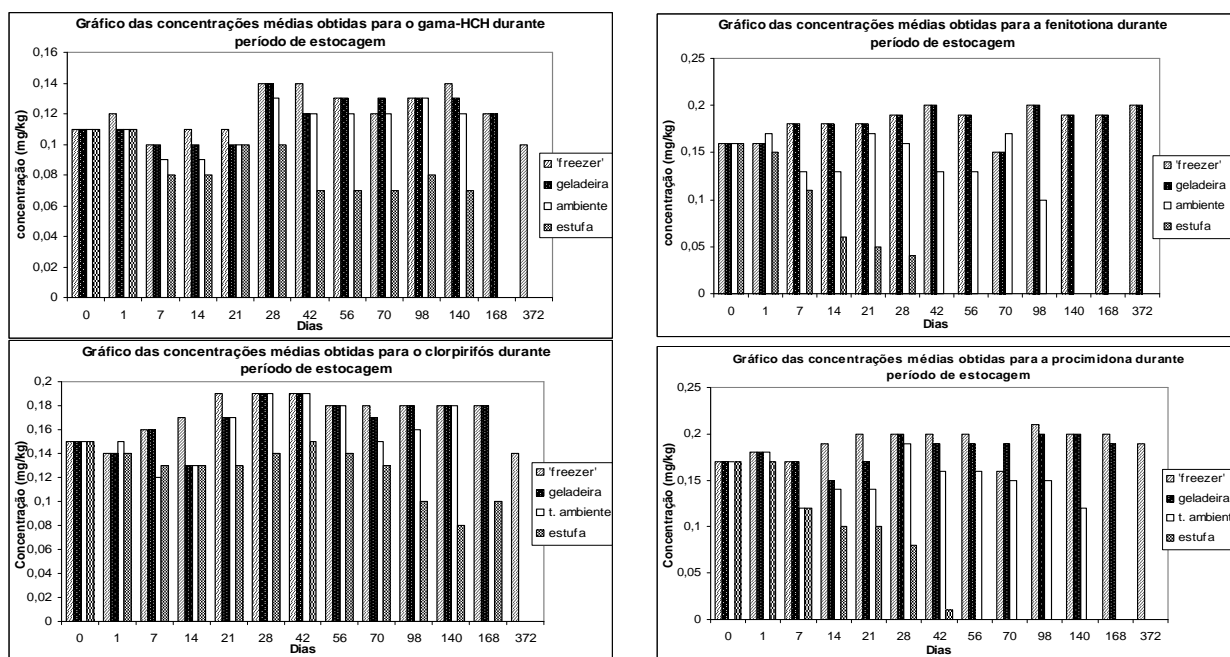 Gráfico das concentrações médias obtidas para o gama-HCH durante
período de estocagem
0,16
0,14
0,12
0,1
0,08
0,06
0,04
0,02
0
concentração (mg/kg)
0 1 7 14 21 28 42 56 70 98 140 168 372
Dias
'freezer'
geladeira
ambiente
estufa
Gráfico das concentrações médias obtidas para a fenitotiona durante
período de estocagem
0,25
0,2
0,15
0,1
0,05
0
concentração (mg/kg)
0 1 7 14 21 28 42 56 70 98 140 168 372
Dias
'freezer'
geladeira
ambiente
estufa
Gráfico das concentrações médias obtidas para o clorpirifós durante
período de estocagem
0,2
0,18
0,16
0,14
0,12
0,1
0,08
0,06
0,04
0,02
0
Concentração (mg/kg)
0 1 7 14 21 28 42 56 70 98 140 168 372
Dias
'freezer'
geladeira
t. ambiente
estufa
Gráfico das concentrações médias obtidas para a procimidona durante
período de estocagem
0,25
0,2
0,15
0,1
0,05
0
Concentração (mg/kg)
0 1 7 14 21 28 42 56 70 98 140 168 372
Dias
'freezer'
geladeira
t. ambiente
estufa